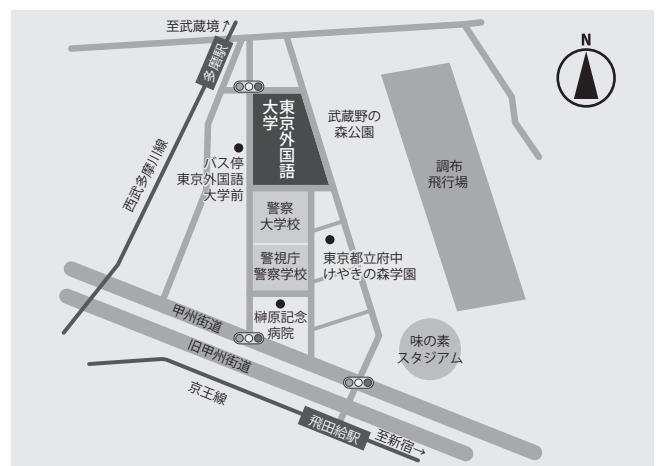 至武蔵境↗
多磨駅
N
東京外国語
大学
武蔵野の
森公園
調布
飛行場
西武多摩川線
バス停
東京外国語
大学前
警察
大学校
警視庁
警察学校
東京都立府中
けやきの森学園
榊原記念
病院
甲州街道
旧甲州街道
味の素
スタジアム
京王線
飛田給駅
至新宿→